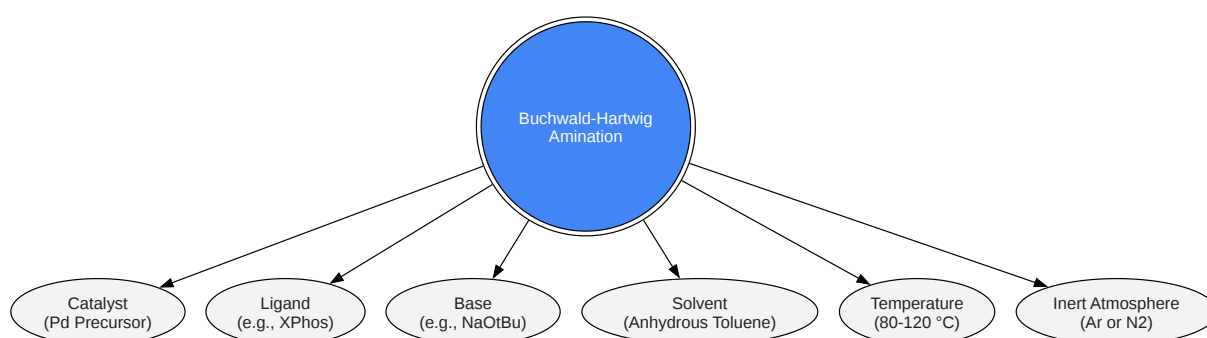 Buchwald-Hartwig
Amination
Catalyst
(Pd Precursor)
Ligand
(e.g., XPhos)
Base
(e.g., NaOtBu)
Solvent
(Anhydrous Toluene)
Temperature
(80-120 °C)
Inert Atmosphere
(Ar or N2)